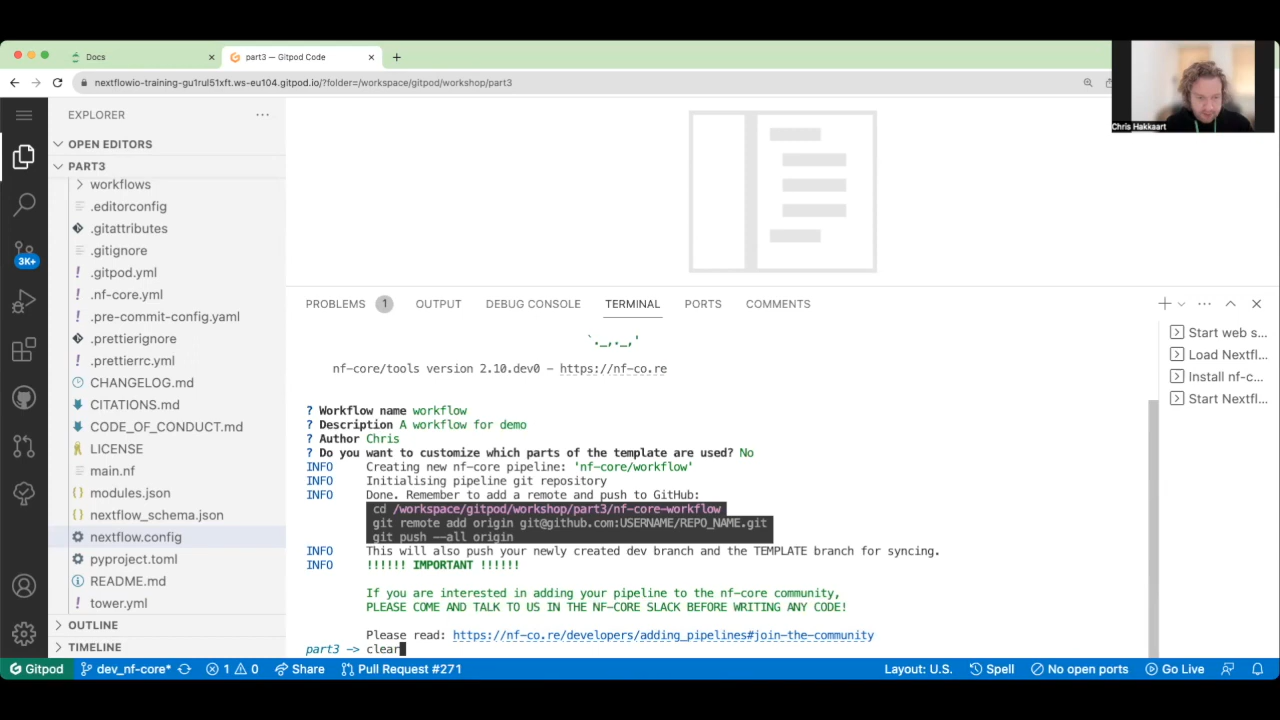 Docs
part3 — Gitpod Code
nextflowio-training-gu1rul51xft.ws-eu104.gitpod.io/?folder=/workspace/gitpod/workshop/part3
Chris Hakkaart
EXPLORER
OPEN EDITORS
PART3
workflows
.editorconfig
.gitattributes
.gitignore
.gitpod.yml
.nf-core.yml
.pre-commit-config.yaml
.prettierignore
.prettierrc.yml
CHANGELOG.md
CITATIONS.md
CODE_OF_CONDUCT.md
LICENSE
main.nf
modules.json
nextflow_schema.json
nextflow.config
pyproject.toml
README.md
tower.yml
OUTLINE
TIMELINE
3K+
PROBLEMS 1 OUTPUT DEBUG CONSOLE TERMINAL PORTS COMMENTS
`._,._,'
nf-core/tools version 2.10.dev0 – https://nf-co.re
? Workflow name workflow
? Description A workflow for demo
? Author Chris
? Do you want to customize which parts of the template are used? No
INFO Creating new nf-core pipeline: 'nf-core/workflow'
INFO Initialising pipeline git repository
INFO Done. Remember to add a remote and push to GitHub:
cd /workspace/gitpod/workshop/part3/nf-core-workflow
git remote add origin git@github.com:USERNAME/REPO_NAME.git
git push --all origin
INFO This will also push your newly created dev branch and the TEMPLATE branch for syncing.
INFO !!!!!! IMPORTANT !!!!!!
If you are interested in adding your pipeline to the nf-core community,
PLEASE COME AND TALK TO US IN THE NF-CORE SLACK BEFORE WRITING ANY CODE!
Please read: https://nf-co.re/developers/adding_pipelines#join-the-community
part3 -> clear
Start web s...
Load Nextfl...
Install nf-c...
Start Nextfl...
Gitpod dev_nf-core* 1 0 Share Pull Request #271 Layout: U.S. Spell No open ports Go Live